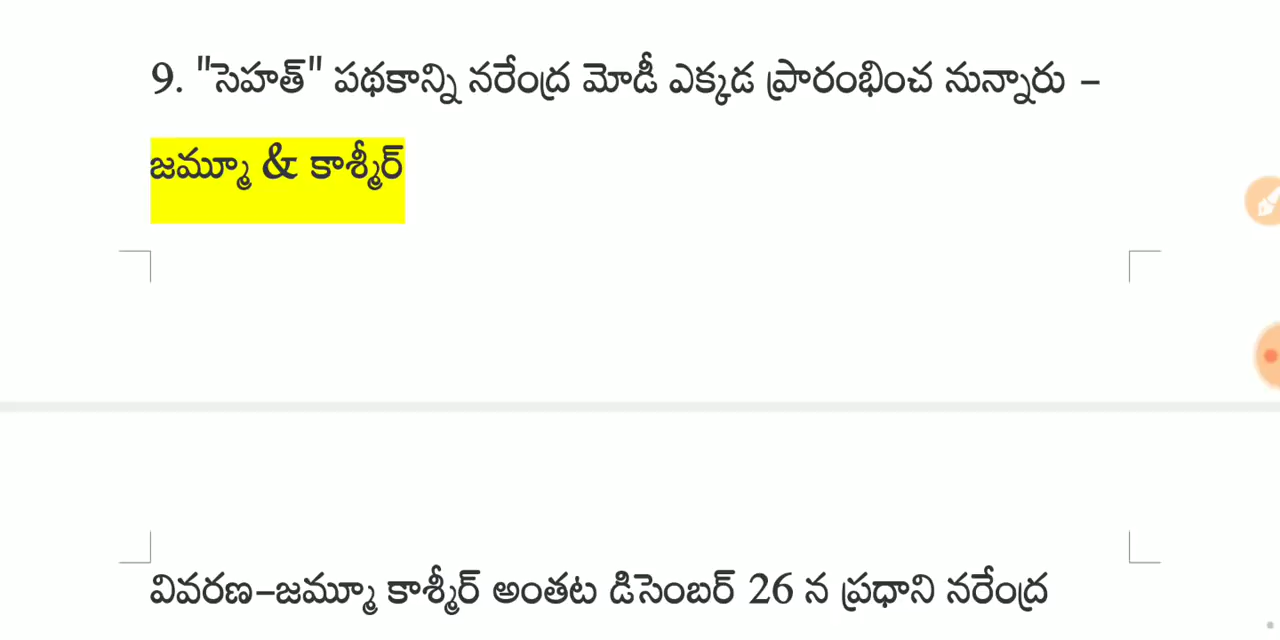 9. "సెహత్" పథకాన్ని నరేంద్ర మోడీ ఎక్కడ ప్రారంభించ నున్నారు –
జమ్మూ & కాశ్మీర్
వివరణ–జమ్మూ కాశ్మీర్ అంతట డిసెంబర్ 26 న ప్రధాని నరేంద్ర